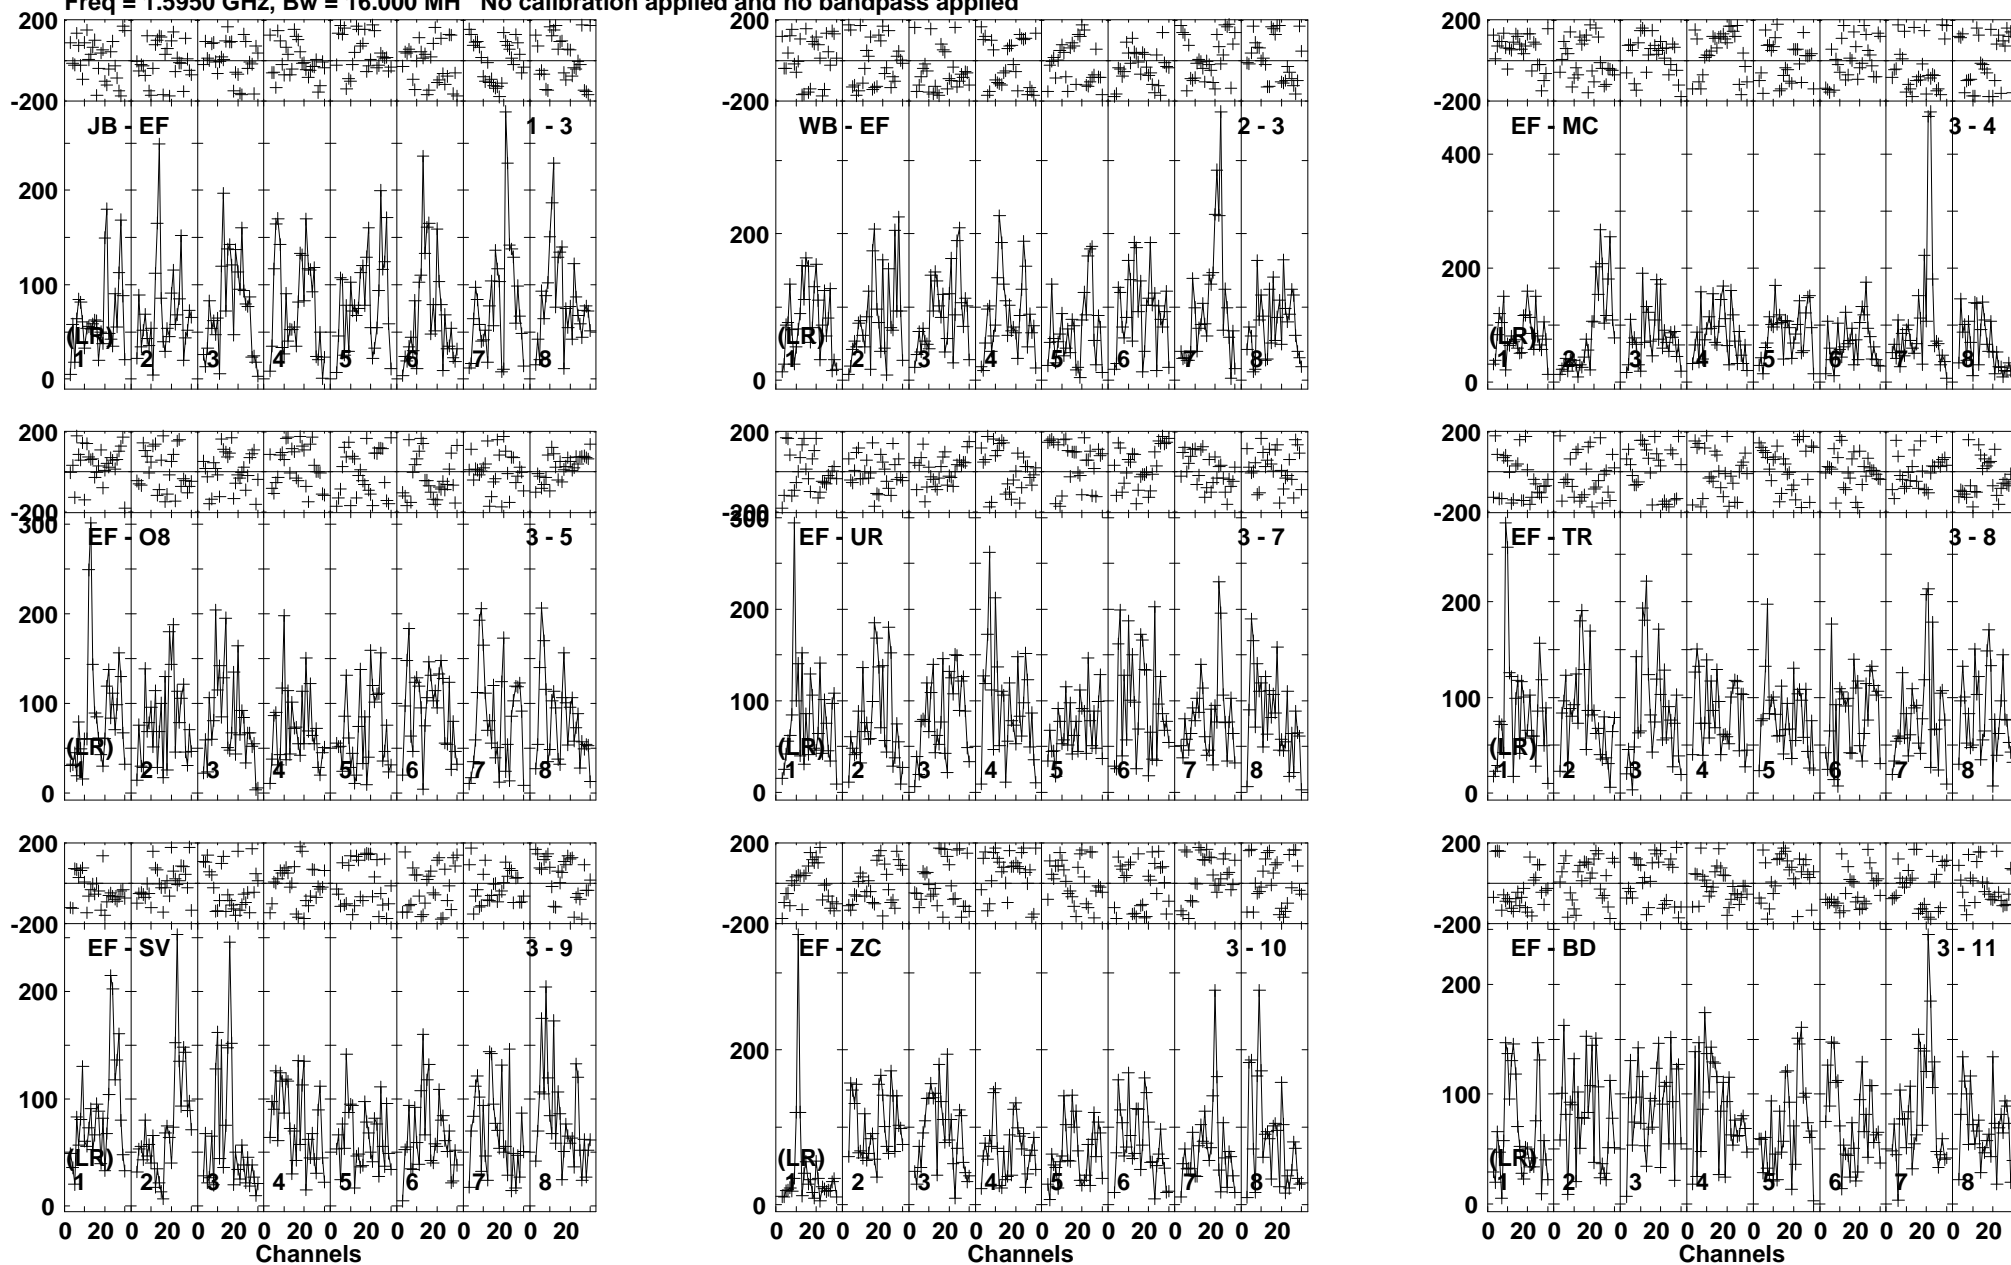 Freq = 1.5950 GHz, Bw = 16.000 MH No calibration applied and no bandpass applied
200 200 200
-200 -200 -200
JB - EF 1 - 3 WB - EF 2 - 3 EF - MC 3 - 4
400
200 200 200
100
(LR) (LR) (LR)
1 2 3 4 5 6 7 8 1 2 3 4 5 6 7 8 1 2 3 4 5 6 7 8
0 0 0
200 200 200
-200 -200 -200
300 300
EF - O8 3 - 5 EF - UR 3 - 7 EF - TR 3 - 8
200 200 200
100 100 100
(LR) (LR) (LR)
1 2 3 4 5 6 7 8 1 2 3 4 5 6 7 8 1 2 3 4 5 6 7 8
0 0 0
200 200 200
-200 -200 -200
EF - SV 3 - 9 EF - ZC 3 - 10 EF - BD 3 - 11
200 200 200
100 100
(LR) (LR) (LR)
1 2 3 4 5 6 7 8 1 2 3 4 5 6 7 8 1 2 3 4 5 6 7 8
0 0 0
0 20 0 20 0 20 0 20 0 20 0 20 0 20 0 20 0 20 0 20 0 20 0 20 0 20 0 20 0 20 0 20 0 20 0 20 0 20 0 20 0 20 0 20 0 20 0 20
Channels Channels Channels